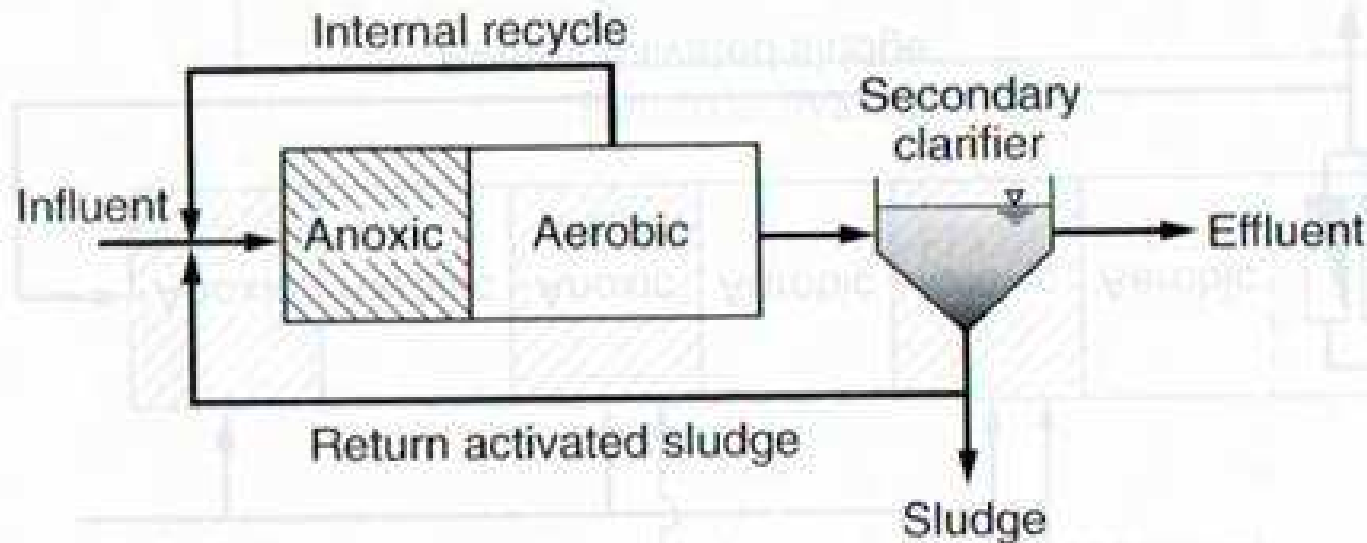 Internal recycle
Secondary
clarifier
Influent
Anoxic
Aerobic
Effluent
Return activated sludge
Sludge